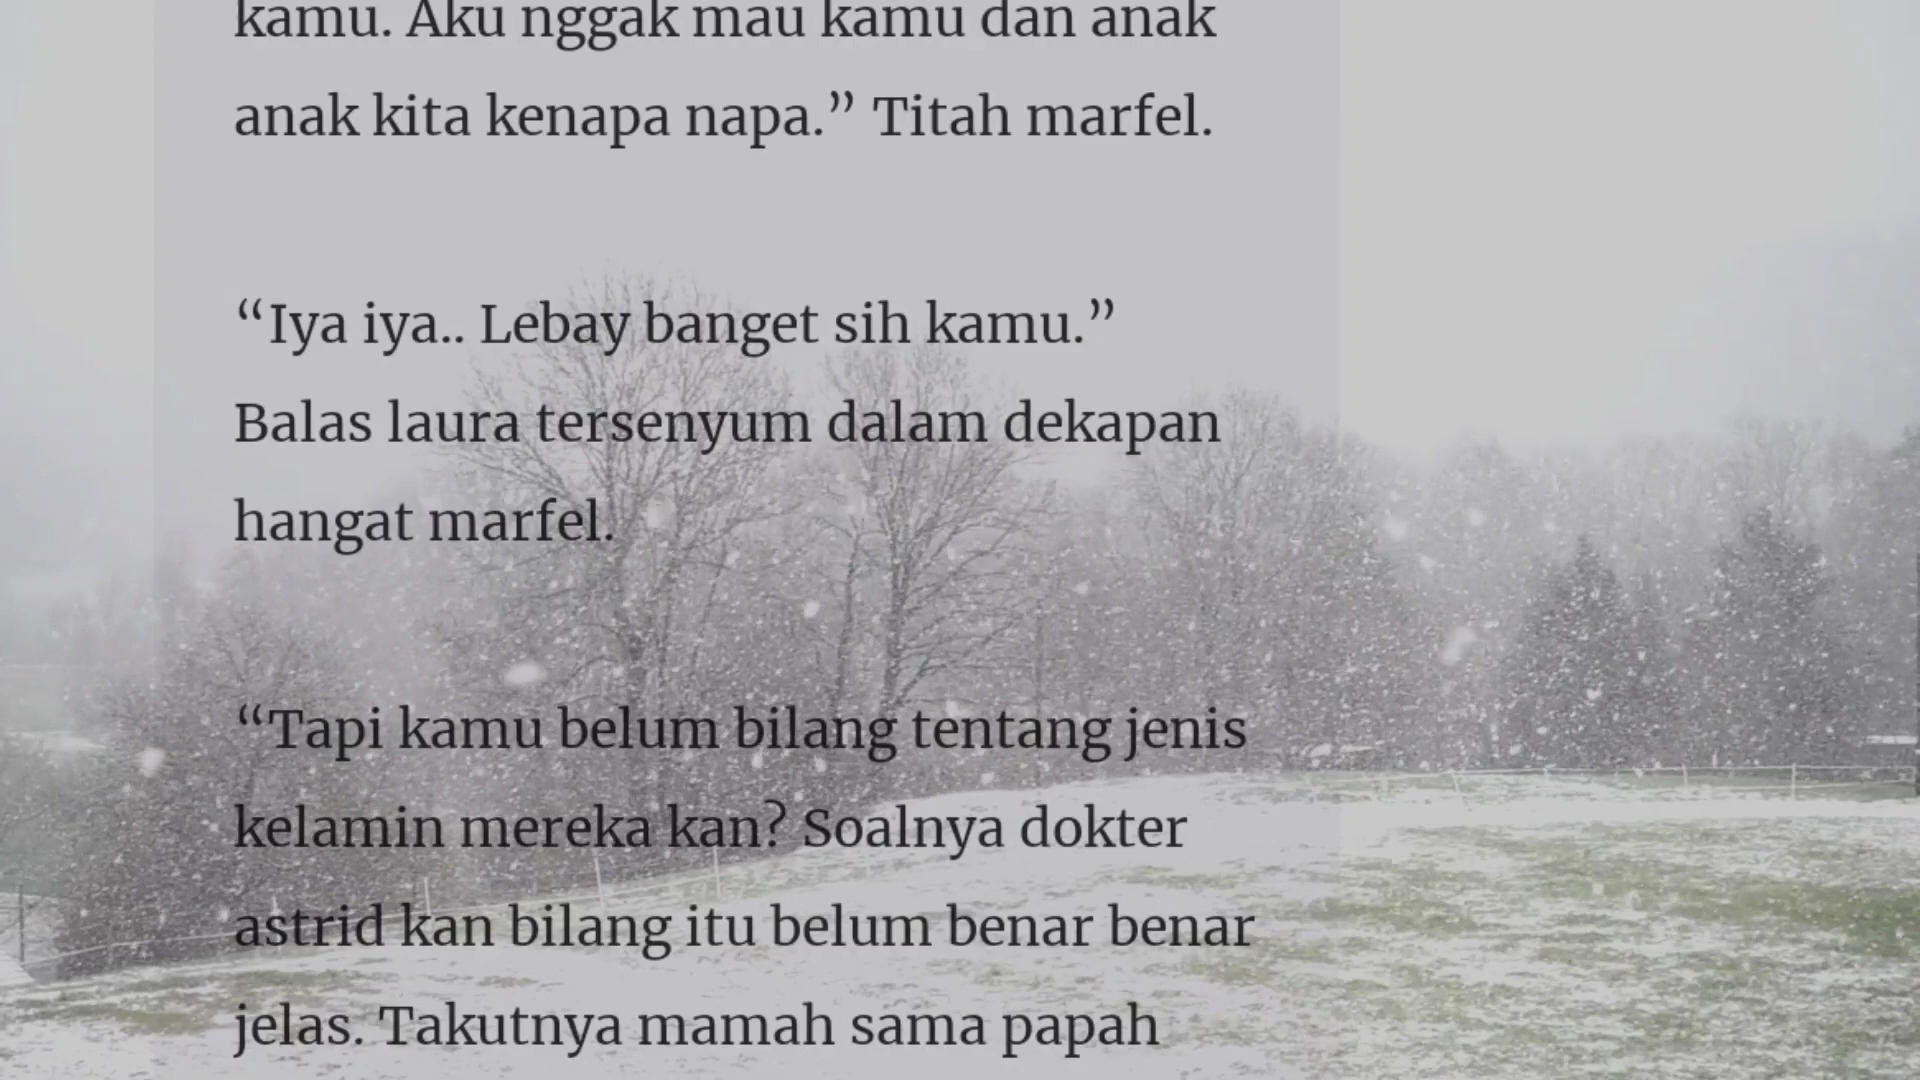 kamu. Aku nggak mau kamu dan anak
anak kita kenapa napa.” Titah marfel.
“Iya iya.. Lebay banget sih kamu.”
Balas laura tersenyum dalam dekapan
hangat marfel.
“Tapi kamu belum bilang tentang jenis
kelamin mereka kan? Soalnya dokter
astrid kan bilang itu belum benar benar
jelas. Takutnya mamah sama papah